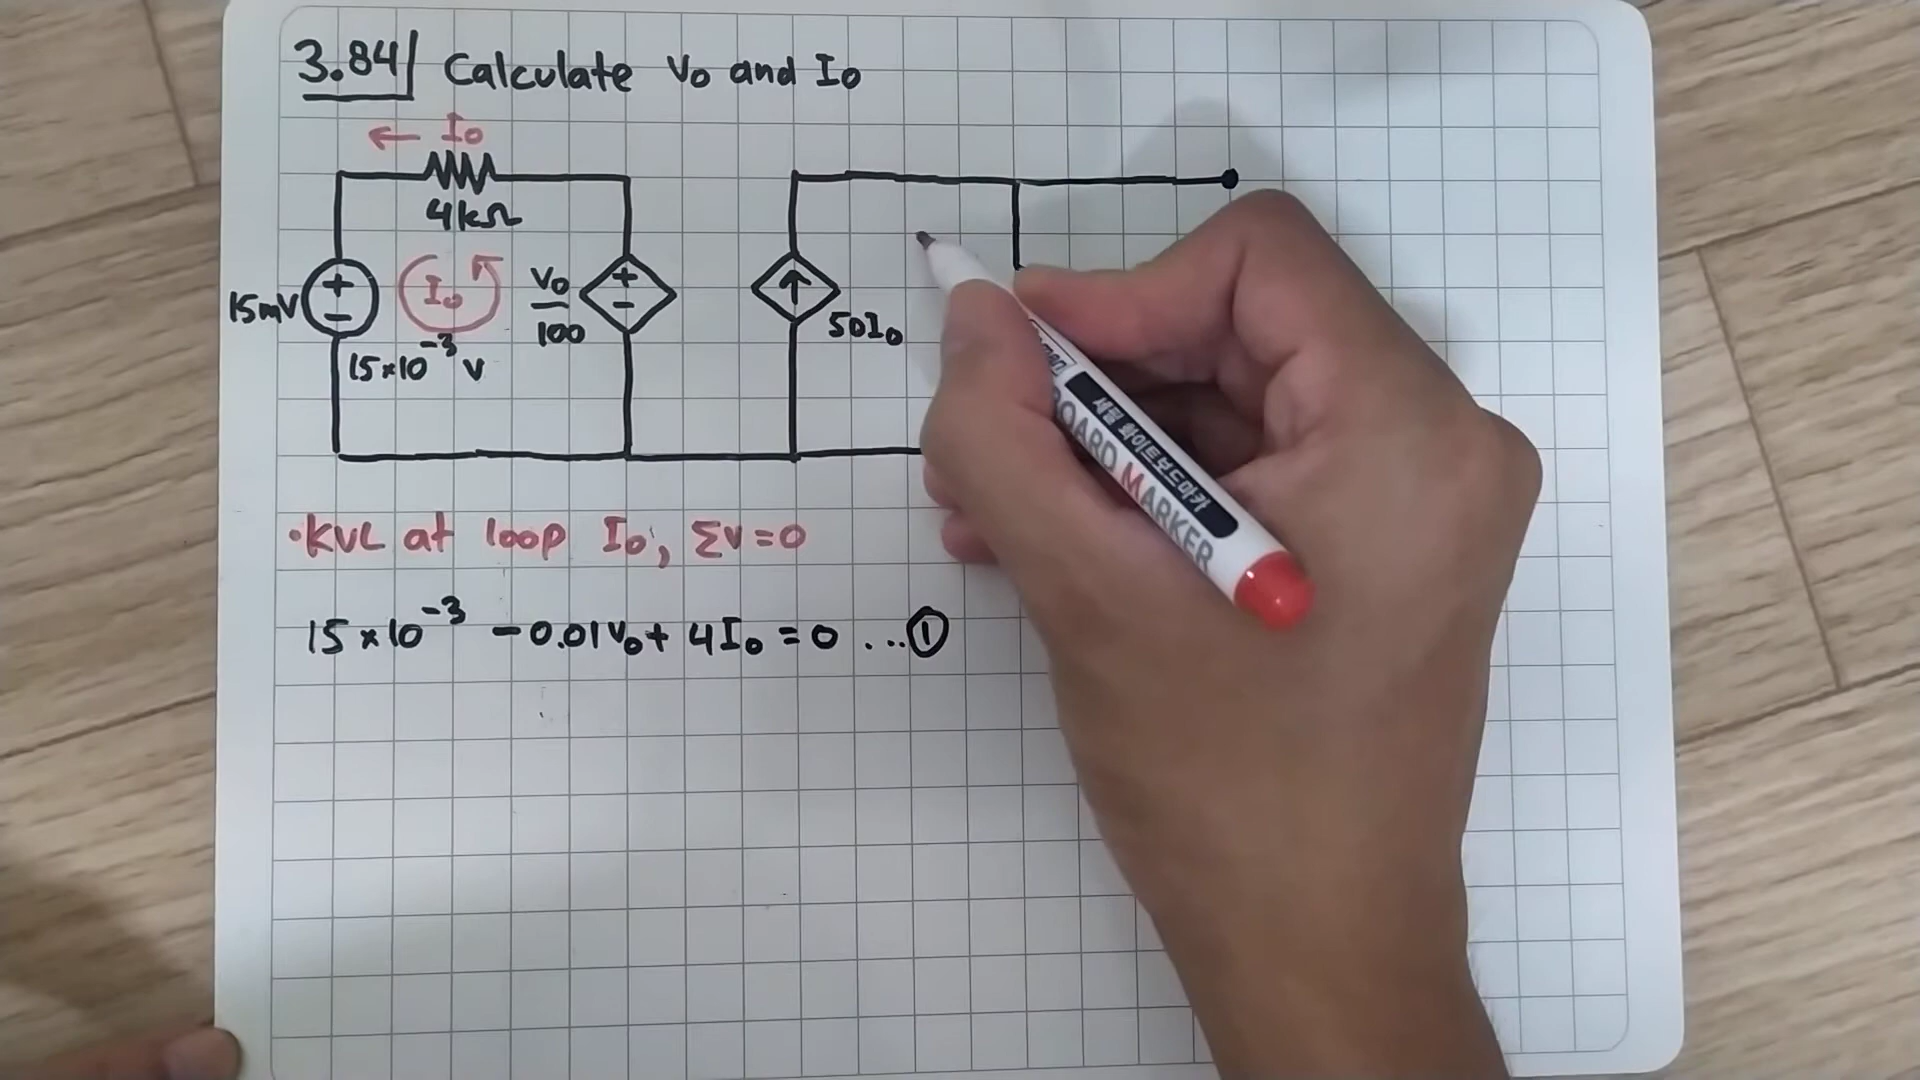 3.84 Calculate Vo and Io
Io
4kΩ
15mV
+
−
Io
15×10⁻³ V
Vo
100
+
−
50Io
•KVL at loop Io, ΣV=0
15×10⁻³ −0.01Vo+ 4Io = 0 ...①
BOARD MARKER
세필 화이트보드마카